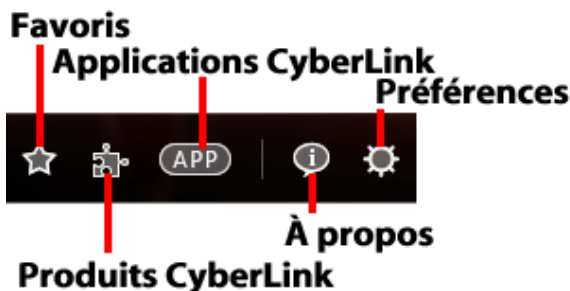 Favoris
Applications CyberLink
Préférences
APP
À propos
Produits CyberLink